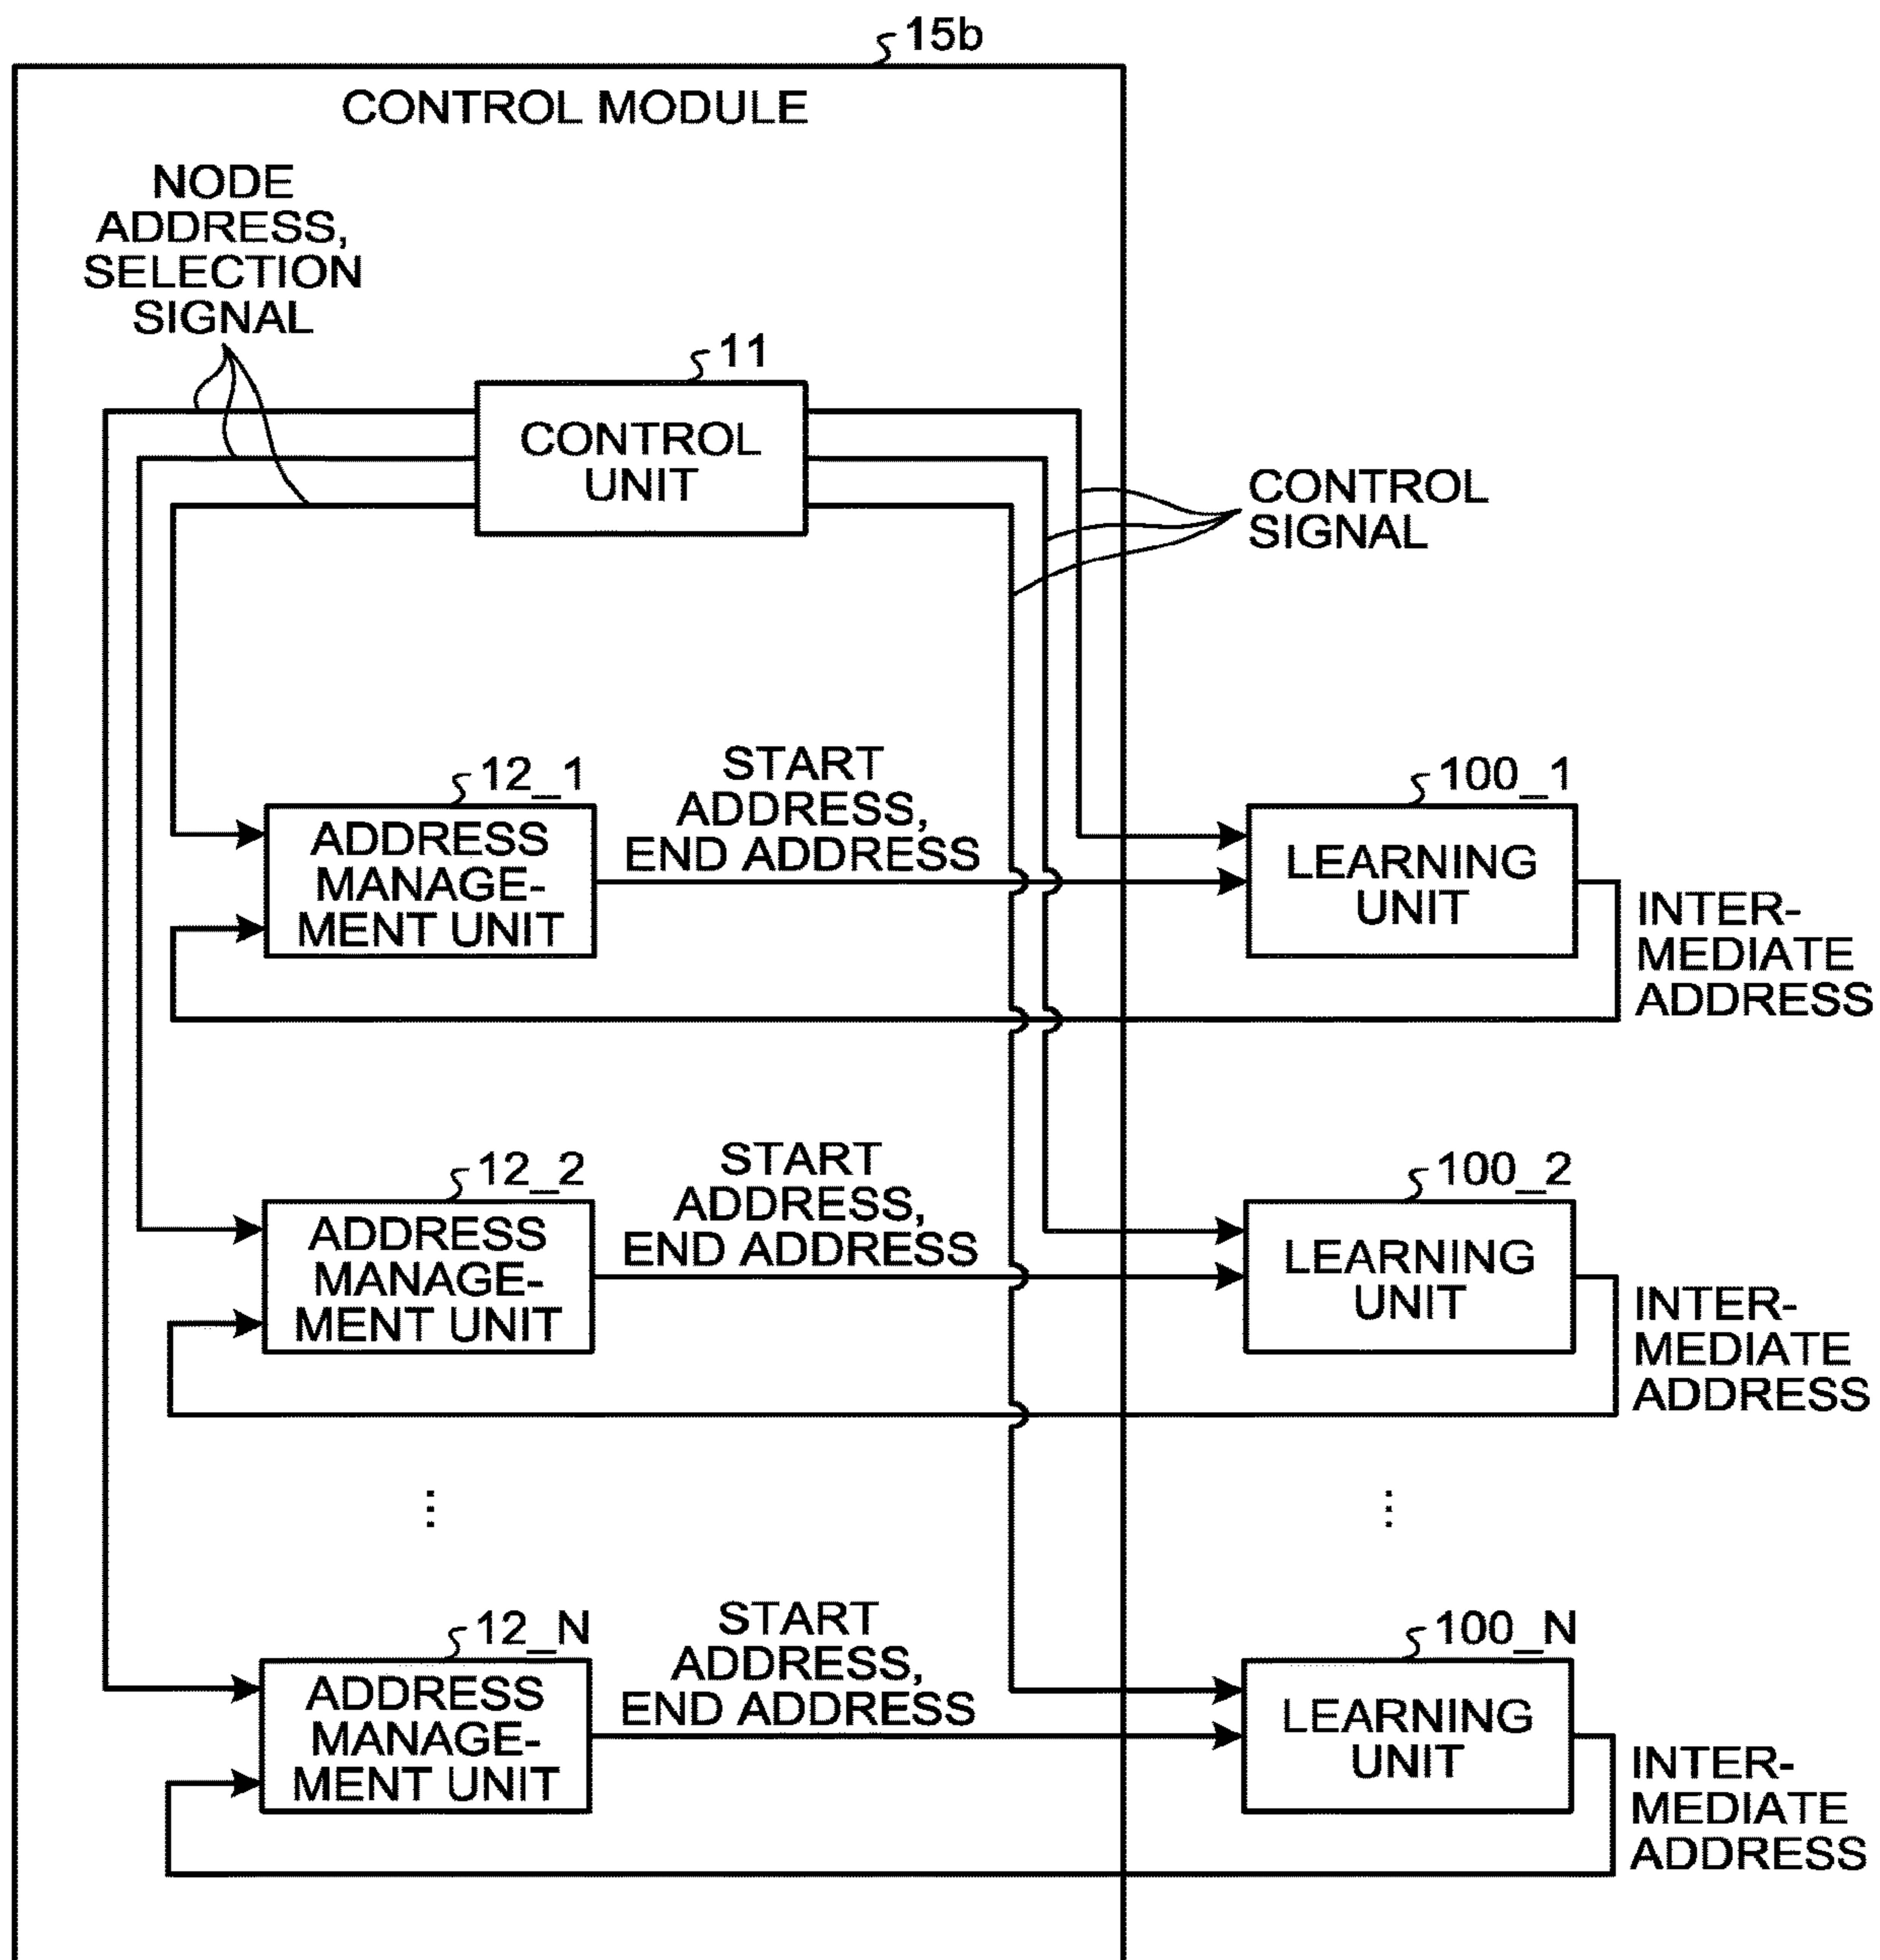 15b
CONTROL MODULE
NODE
ADDRESS,
SELECTION
SIGNAL
11
CONTROL
UNIT
CONTROL
SIGNAL
12_1
ADDRESS
MANAGE-
MENT UNIT
START
ADDRESS,
END ADDRESS
100_1
LEARNING
UNIT
INTER-
MEDIATE
ADDRESS
12_2
ADDRESS
MANAGE-
MENT UNIT
START
ADDRESS,
END ADDRESS
100_2
LEARNING
UNIT
INTER-
MEDIATE
ADDRESS
⋮
⋮
12_N
ADDRESS
MANAGE-
MENT UNIT
START
ADDRESS,
END ADDRESS
100_N
LEARNING
UNIT
INTER-
MEDIATE
ADDRESS